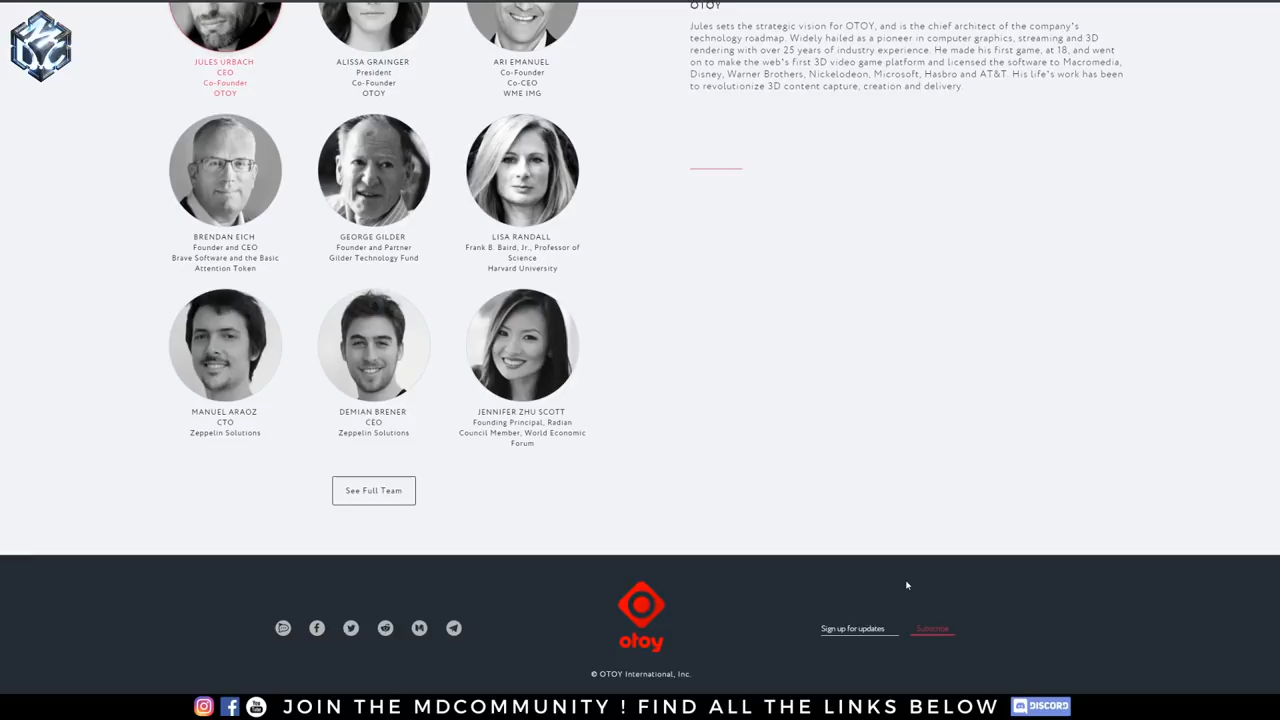 JULES URBACH
CEO
Co-Founder
OTOY
ALISSA GRAINGER
President
Co-Founder
OTOY
ARI EMANUEL
Co-Founder
Co-CEO
WME IMG
BRENDAN EICH
Founder and CEO
Brave Software and the Basic
Attention Token
GEORGE GILDER
Founder and Partner
Gilder Technology Fund
LISA RANDALL
Frank B. Baird, Jr., Professor of
Science
Harvard University
MANUEL ARAOZ
CTO
Zeppelin Solutions
DEMIAN BRENER
CEO
Zeppelin Solutions
JENNIFER ZHU SCOTT
Founding Principal, Radian
Council Member, World Economic
Forum
See Full Team
OTOY
Jules sets the strategic vision for OTOY, and is the chief architect of the company's
technology roadmap. Widely hailed as a pioneer in computer graphics, streaming and 3D
rendering with over 25 years of industry experience. He made his first game, at 18, and went
on to make the web's first 3D video game platform and licensed the software to Macromedia,
Disney, Warner Brothers, Nickelodeon, Microsoft, Hasbro and AT&T. His life's work has been
to revolutionize 3D content capture, creation and delivery.
otoy
Sign up for updates
Subscribe
© OTOY International, Inc.
JOIN THE MDCOMMUNITY ! FIND ALL THE LINKS BELOW
DISCORD